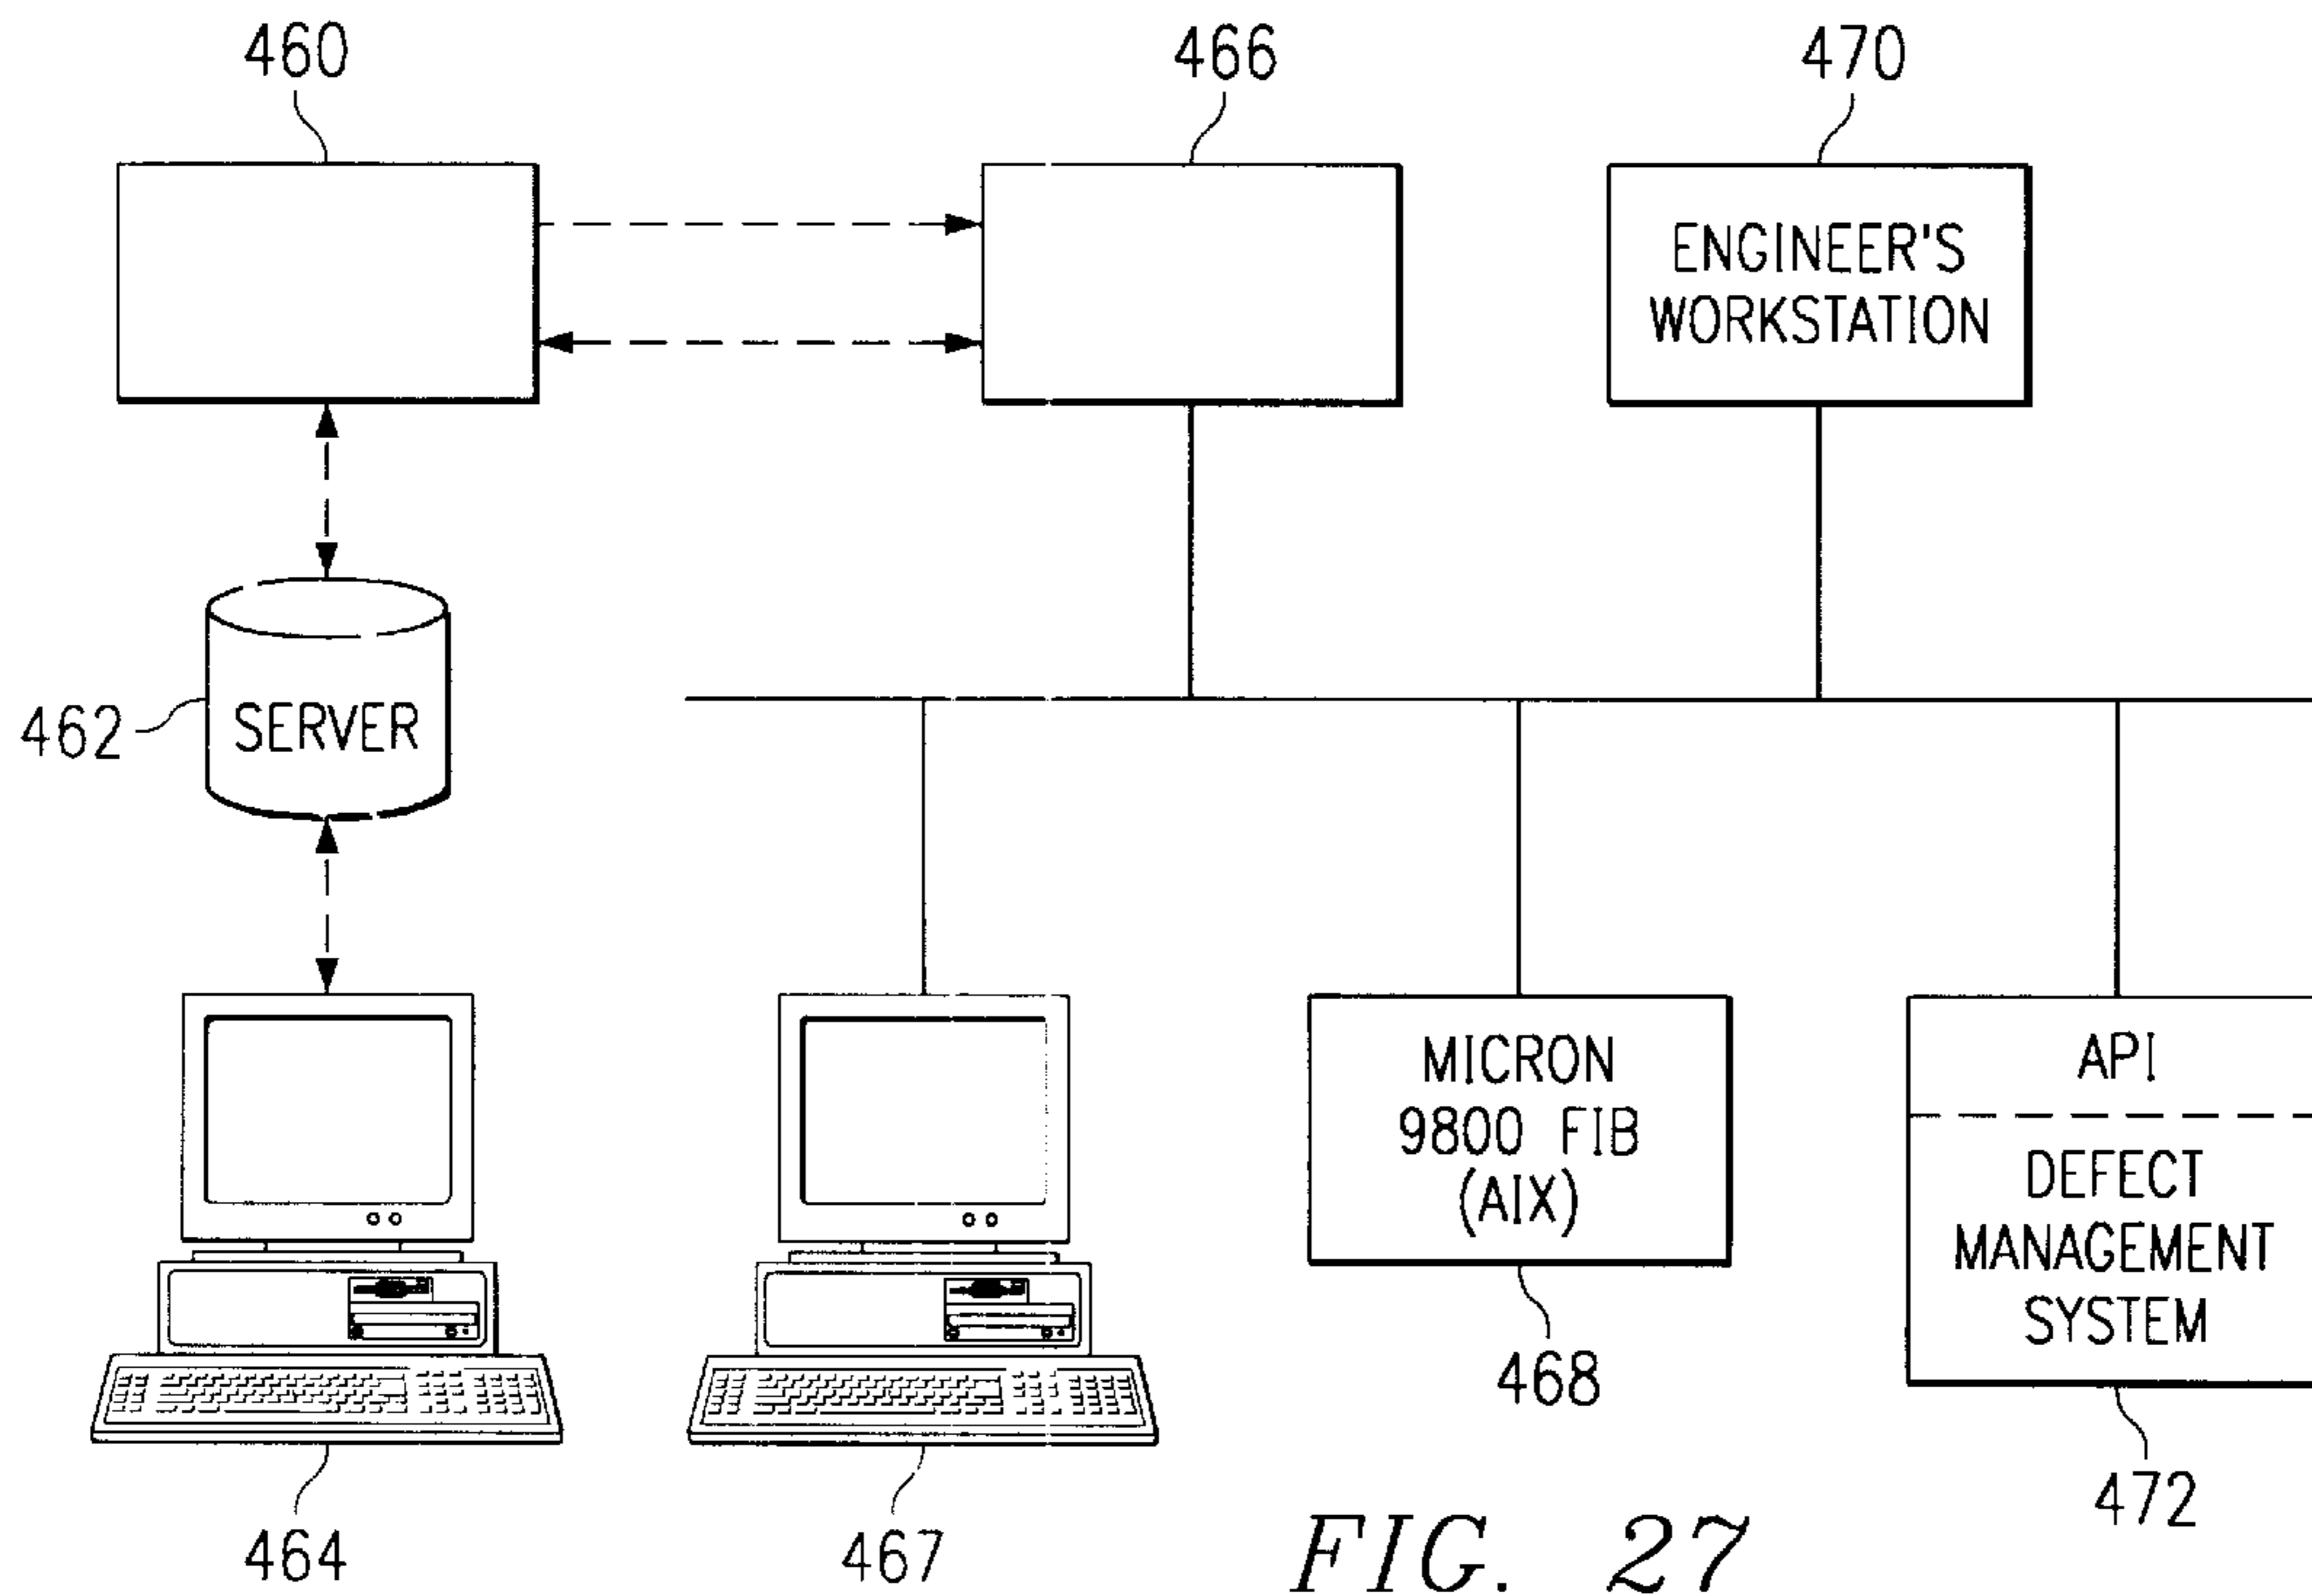 460
466
470
ENGINEER'S
WORKSTATION
462
SERVER
MICRON
9800 FIB
(AIX)
API
DEFECT
MANAGEMENT
SYSTEM
468
472
464
467
FIG. 27